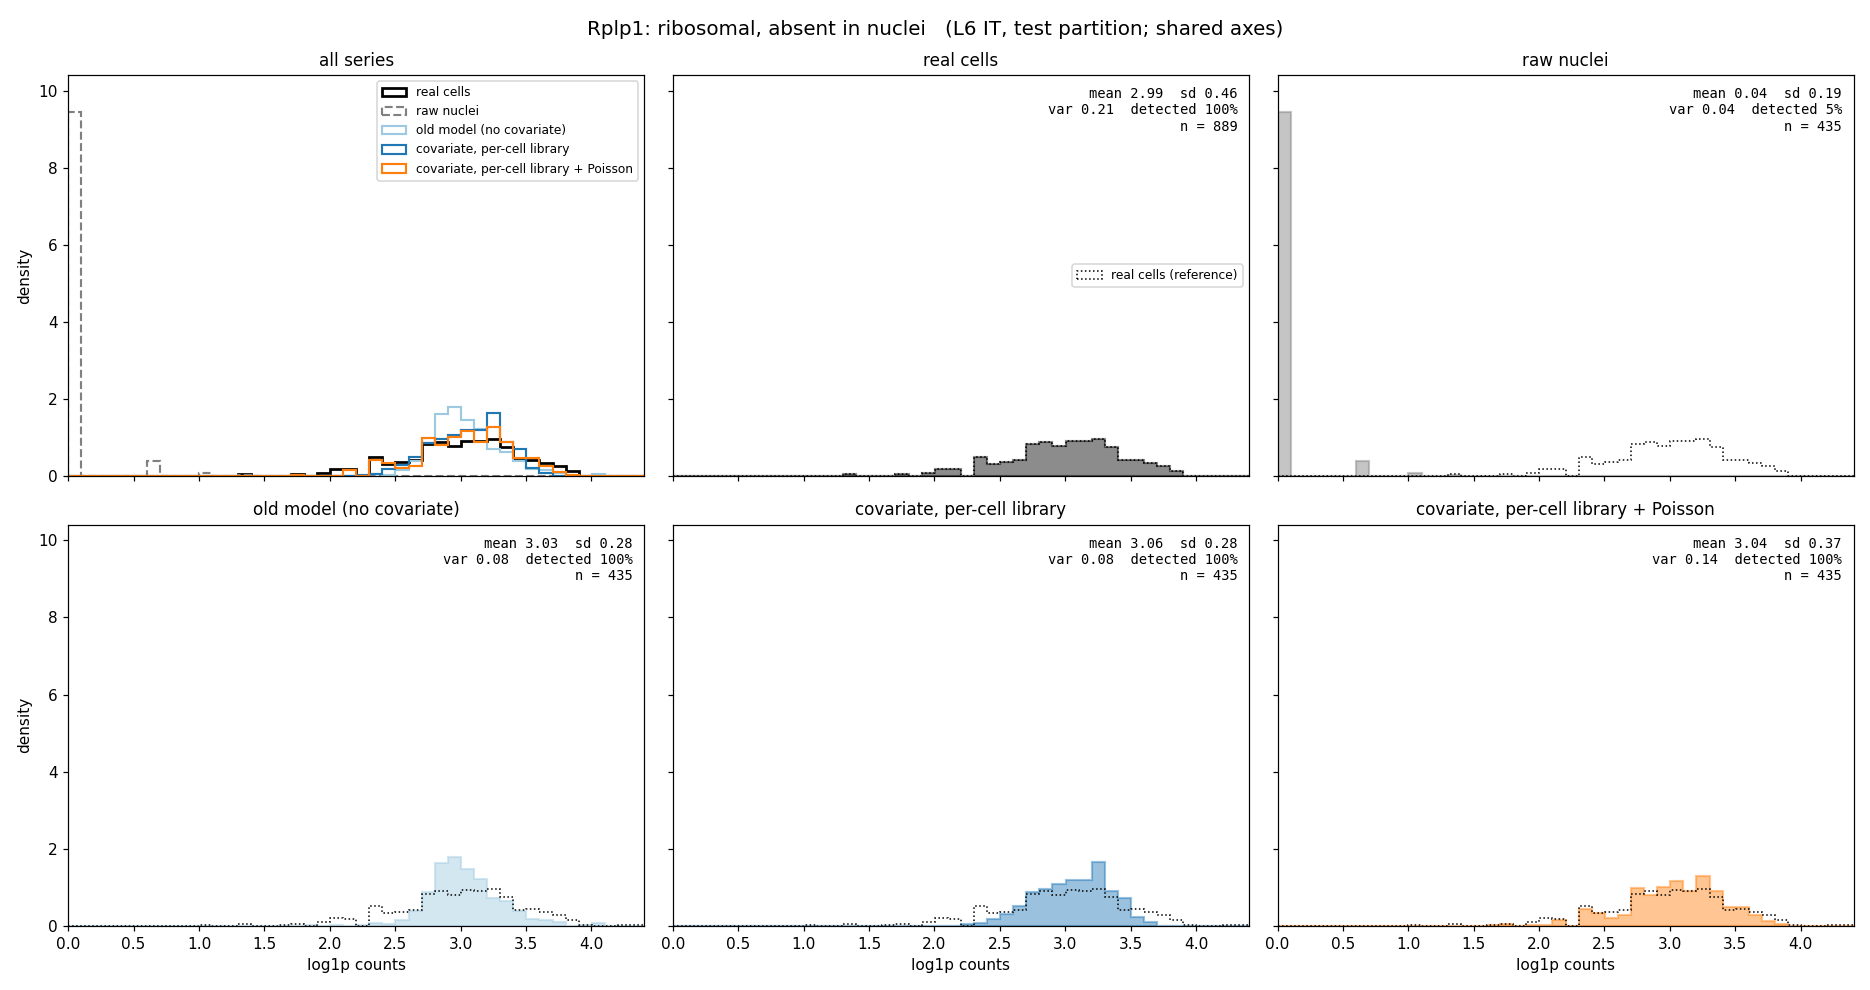 Rplp1: ribosomal, absent in nuclei   (L6 IT, test partition; shared axes)
all series
real cells
raw nuclei
10
8
6
4
2
0
density
real cells
raw nuclei
old model (no covariate)
covariate, per-cell library
covariate, per-cell library + Poisson
mean 2.99  sd 0.46
var 0.21  detected 100%
n = 889
real cells (reference)
mean 0.04  sd 0.19
var 0.04  detected 5%
n = 435
old model (no covariate)
covariate, per-cell library
covariate, per-cell library + Poisson
10
8
6
4
2
0
density
mean 3.03  sd 0.28
var 0.08  detected 100%
n = 435
mean 3.06  sd 0.28
var 0.08  detected 100%
n = 435
mean 3.04  sd 0.37
var 0.14  detected 100%
n = 435
0.0 0.5 1.0 1.5 2.0 2.5 3.0 3.5 4.0
0.0 0.5 1.0 1.5 2.0 2.5 3.0 3.5 4.0
0.0 0.5 1.0 1.5 2.0 2.5 3.0 3.5 4.0
log1p counts
log1p counts
log1p counts